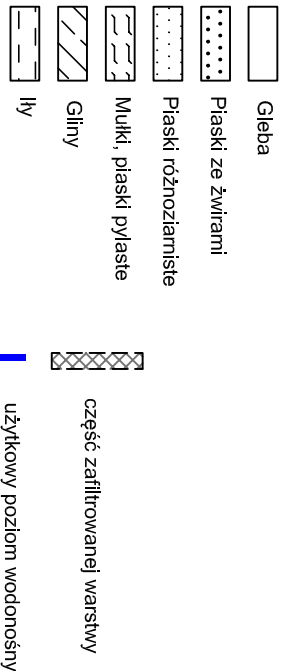 Gleba
Piaski ze żwirami
Piaski różnoziarniste
Mułki, piaski pylaste
Gliny
Iły
część zafiltrowanej warstwy
użytkowy poziom wodonośny